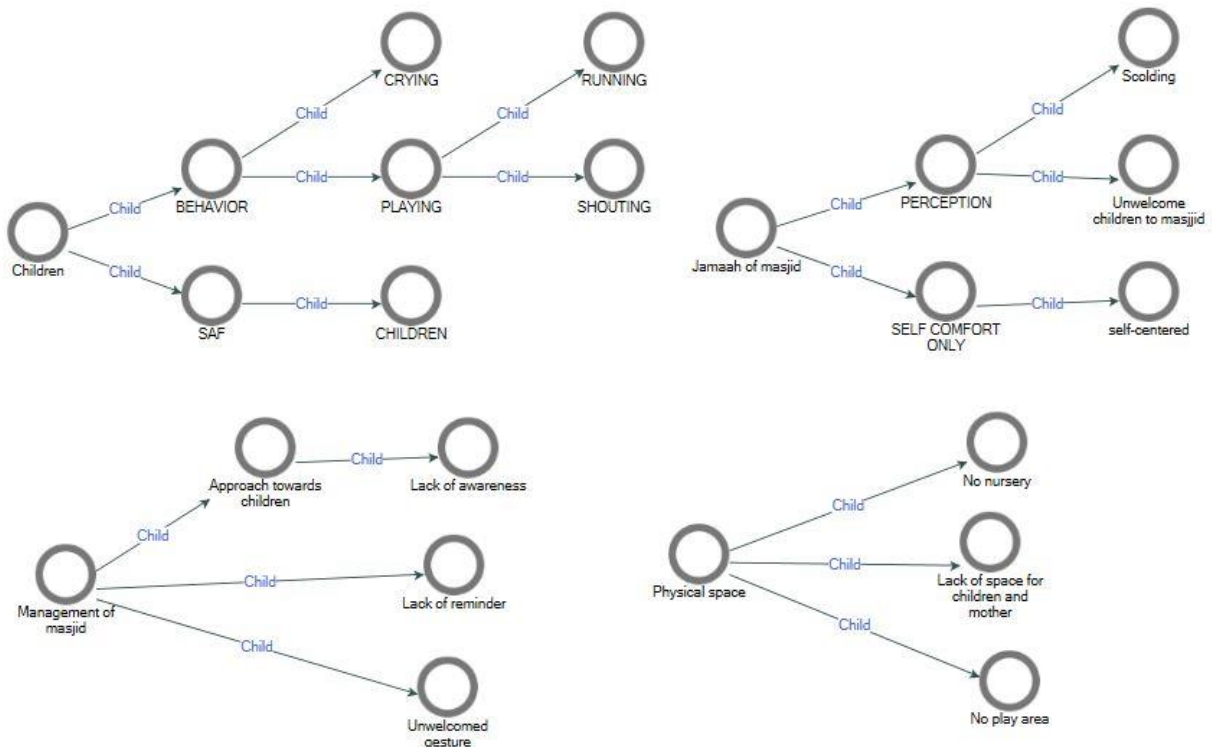 CRYING
RUNNING
Child
Child
BEHAVIOR
Child
PLAYING
Child
SHOUTING
Child
Children
Child
SAF
Child
CHILDREN
Scolding
Child
PERCEPTION
Child
Unwelcome
children to masjjid
Child
Jamaah of masjid
Child
SELF COMFORT
ONLY
Child
self-centered
Approach towards
children
Child
Lack of awareness
Child
Management of
masjid
Child
Lack of reminder
Child
Unwelcomed
gesture
No nursery
Child
Physical space
Child
Lack of space for
children and
mother
Child
No play area